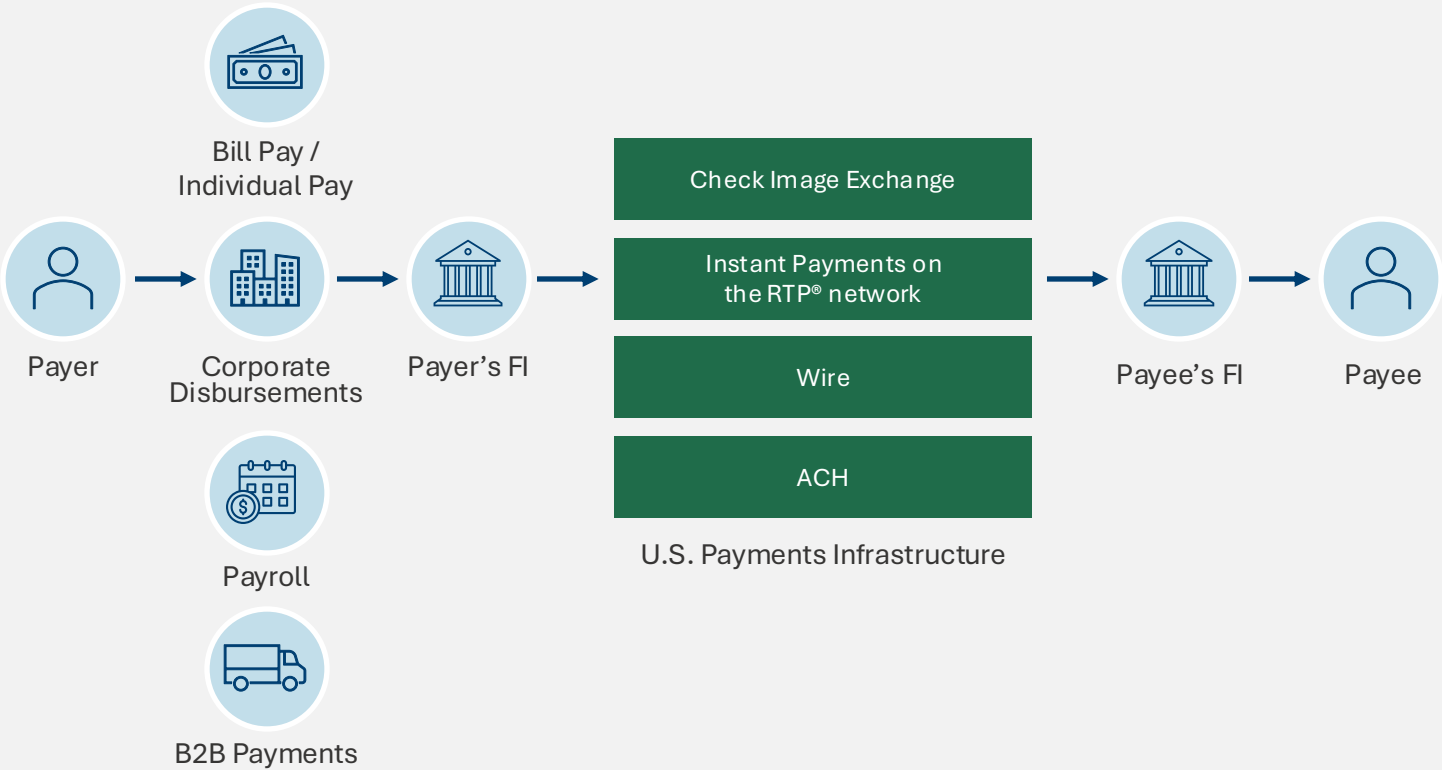 Bill Pay /
Individual Pay
Payer
Corporate
Disbursements
Payer's FI
Payroll
B2B Payments
Check Image Exchange
Instant Payments on
the RTP® network
Wire
ACH
U.S. Payments Infrastructure
Payee's FI
Payee
$